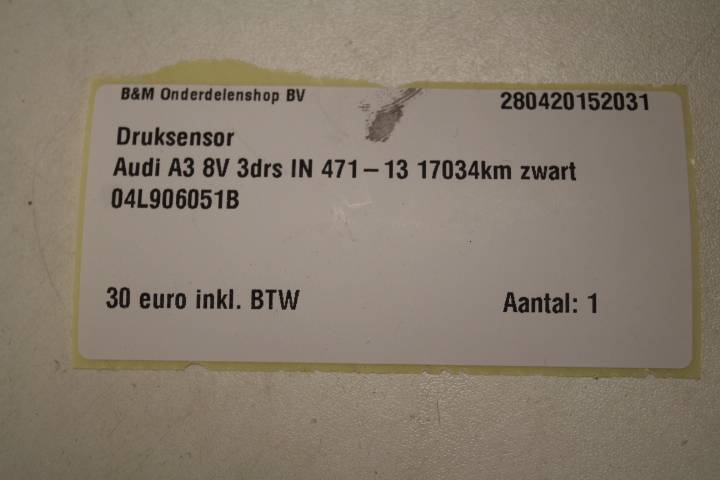 B&M Onderdelenshop BV 280420152031
Druksensor
Audi A3 8V 3drs IN 471-13 17034km zwart
04L906051B
30 euro inkl. BTW Aantal: 1